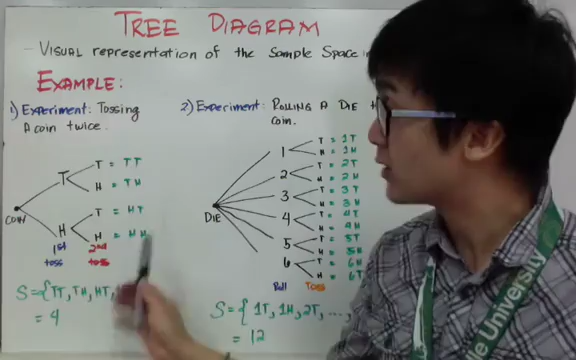 TREE DIAGRAM
- VISUAL representation of the Sample Space
EXAMPLE:
1) Experiment: Tossing
A coin twice.
COIN
T
T = TT
H = TH
H
T = HT
H = HH
1st
toss
2nd
toss
S = {TT, TH, HT,
= 4
2) Experiment: ROLLING A DIE
coin.
DIE
1
T = 1T
H = 1H
2
T = 2T
H = 2H
3
T = 3T
H = 3H
4
T = 4T
H = 4H
5
T = 5T
H = 5H
6
T = 6H
H = 6T
Roll
Toss
S = { 1T, 1H, 2T, ...,
= 12
lle University